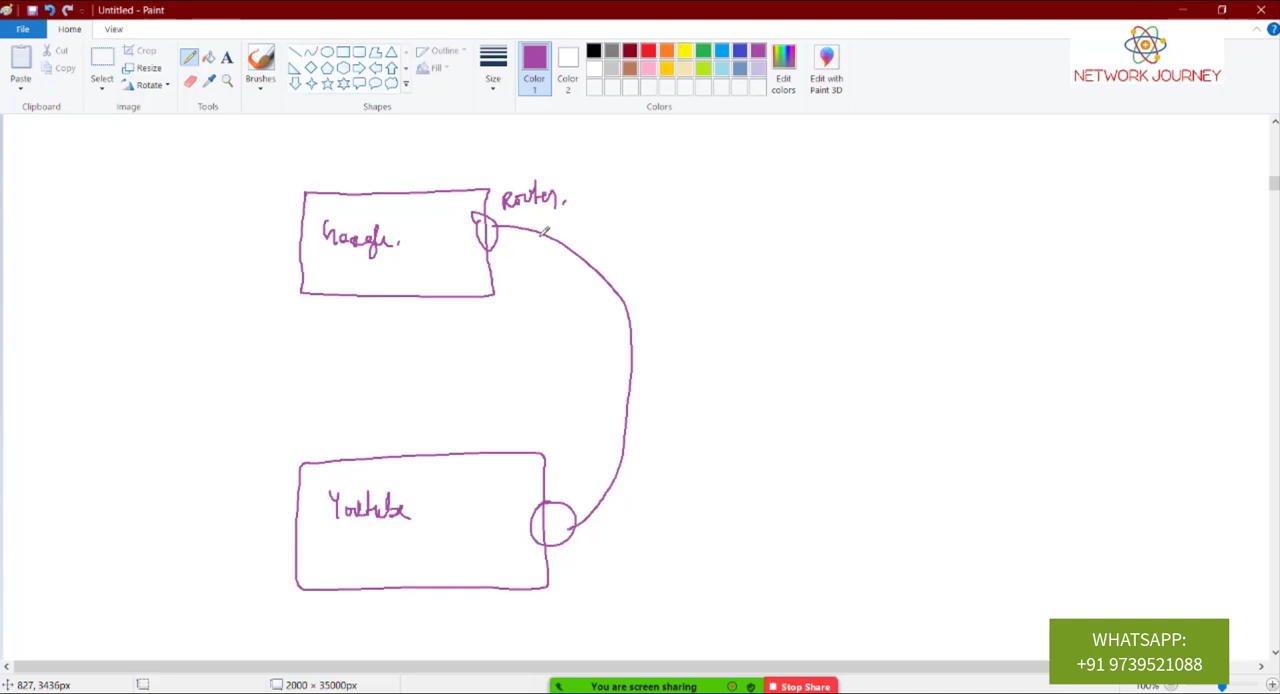 Untitled - Paint
File
Home
View
Paste
Cut
Copy
Clipboard
Select
Crop
Resize
Rotate
Image
Tools
Brushes
Shapes
Outline
Fill
Size
Color
1
Color
2
Colors
Edit
colors
Edit with
Paint 3D
NETWORK JOURNEY
Router.
Google.
Youtube
WHATSAPP:
+91 9739521088
827, 3436px
2000 × 35000px
You are screen sharing
Stop Share
100%